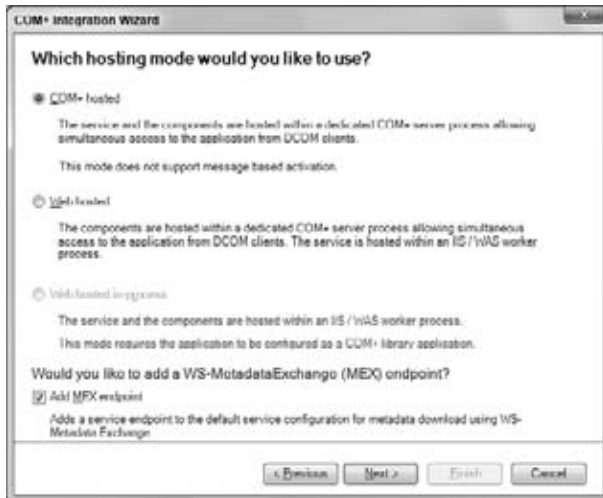 COM+ Integration Wizard
Which hosting mode would you like to use?
COM+ hosted
The service and the components are hosted within a dedicated COM+ server process allowing
simultaneous access to the application from DCOM clients.
This mode does not support message based activation.
Web hosted
The components are hosted within a dedicated COM+ server process allowing simultaneous
access to the application from DCOM clients. The service is hosted within an IIS / WAS worker
process.
Web hosted in-process
The service and the components are hosted within an IIS / WAS worker process.
This mode requires the application to be configured as a COM+ library application.
Would you like to add a WS-MetadataExchange (MEX) endpoint?
Add MEX endpoint
Adds a service endpoint to the default service configuration for metadata download using WS-
Metadata Exchange
< Previous Next > Finish Cancel